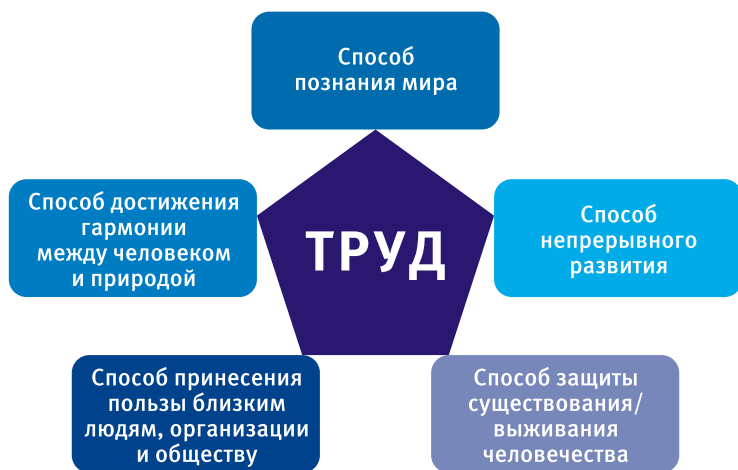 Способ
познания мира
Способ достижения
гармонии
между человеком
и природой
ТРУД
Способ
непрерывного
развития
Способ принесения
пользы близким
людям, организации
и обществу
Способ защиты
существования/
выживания
человечества